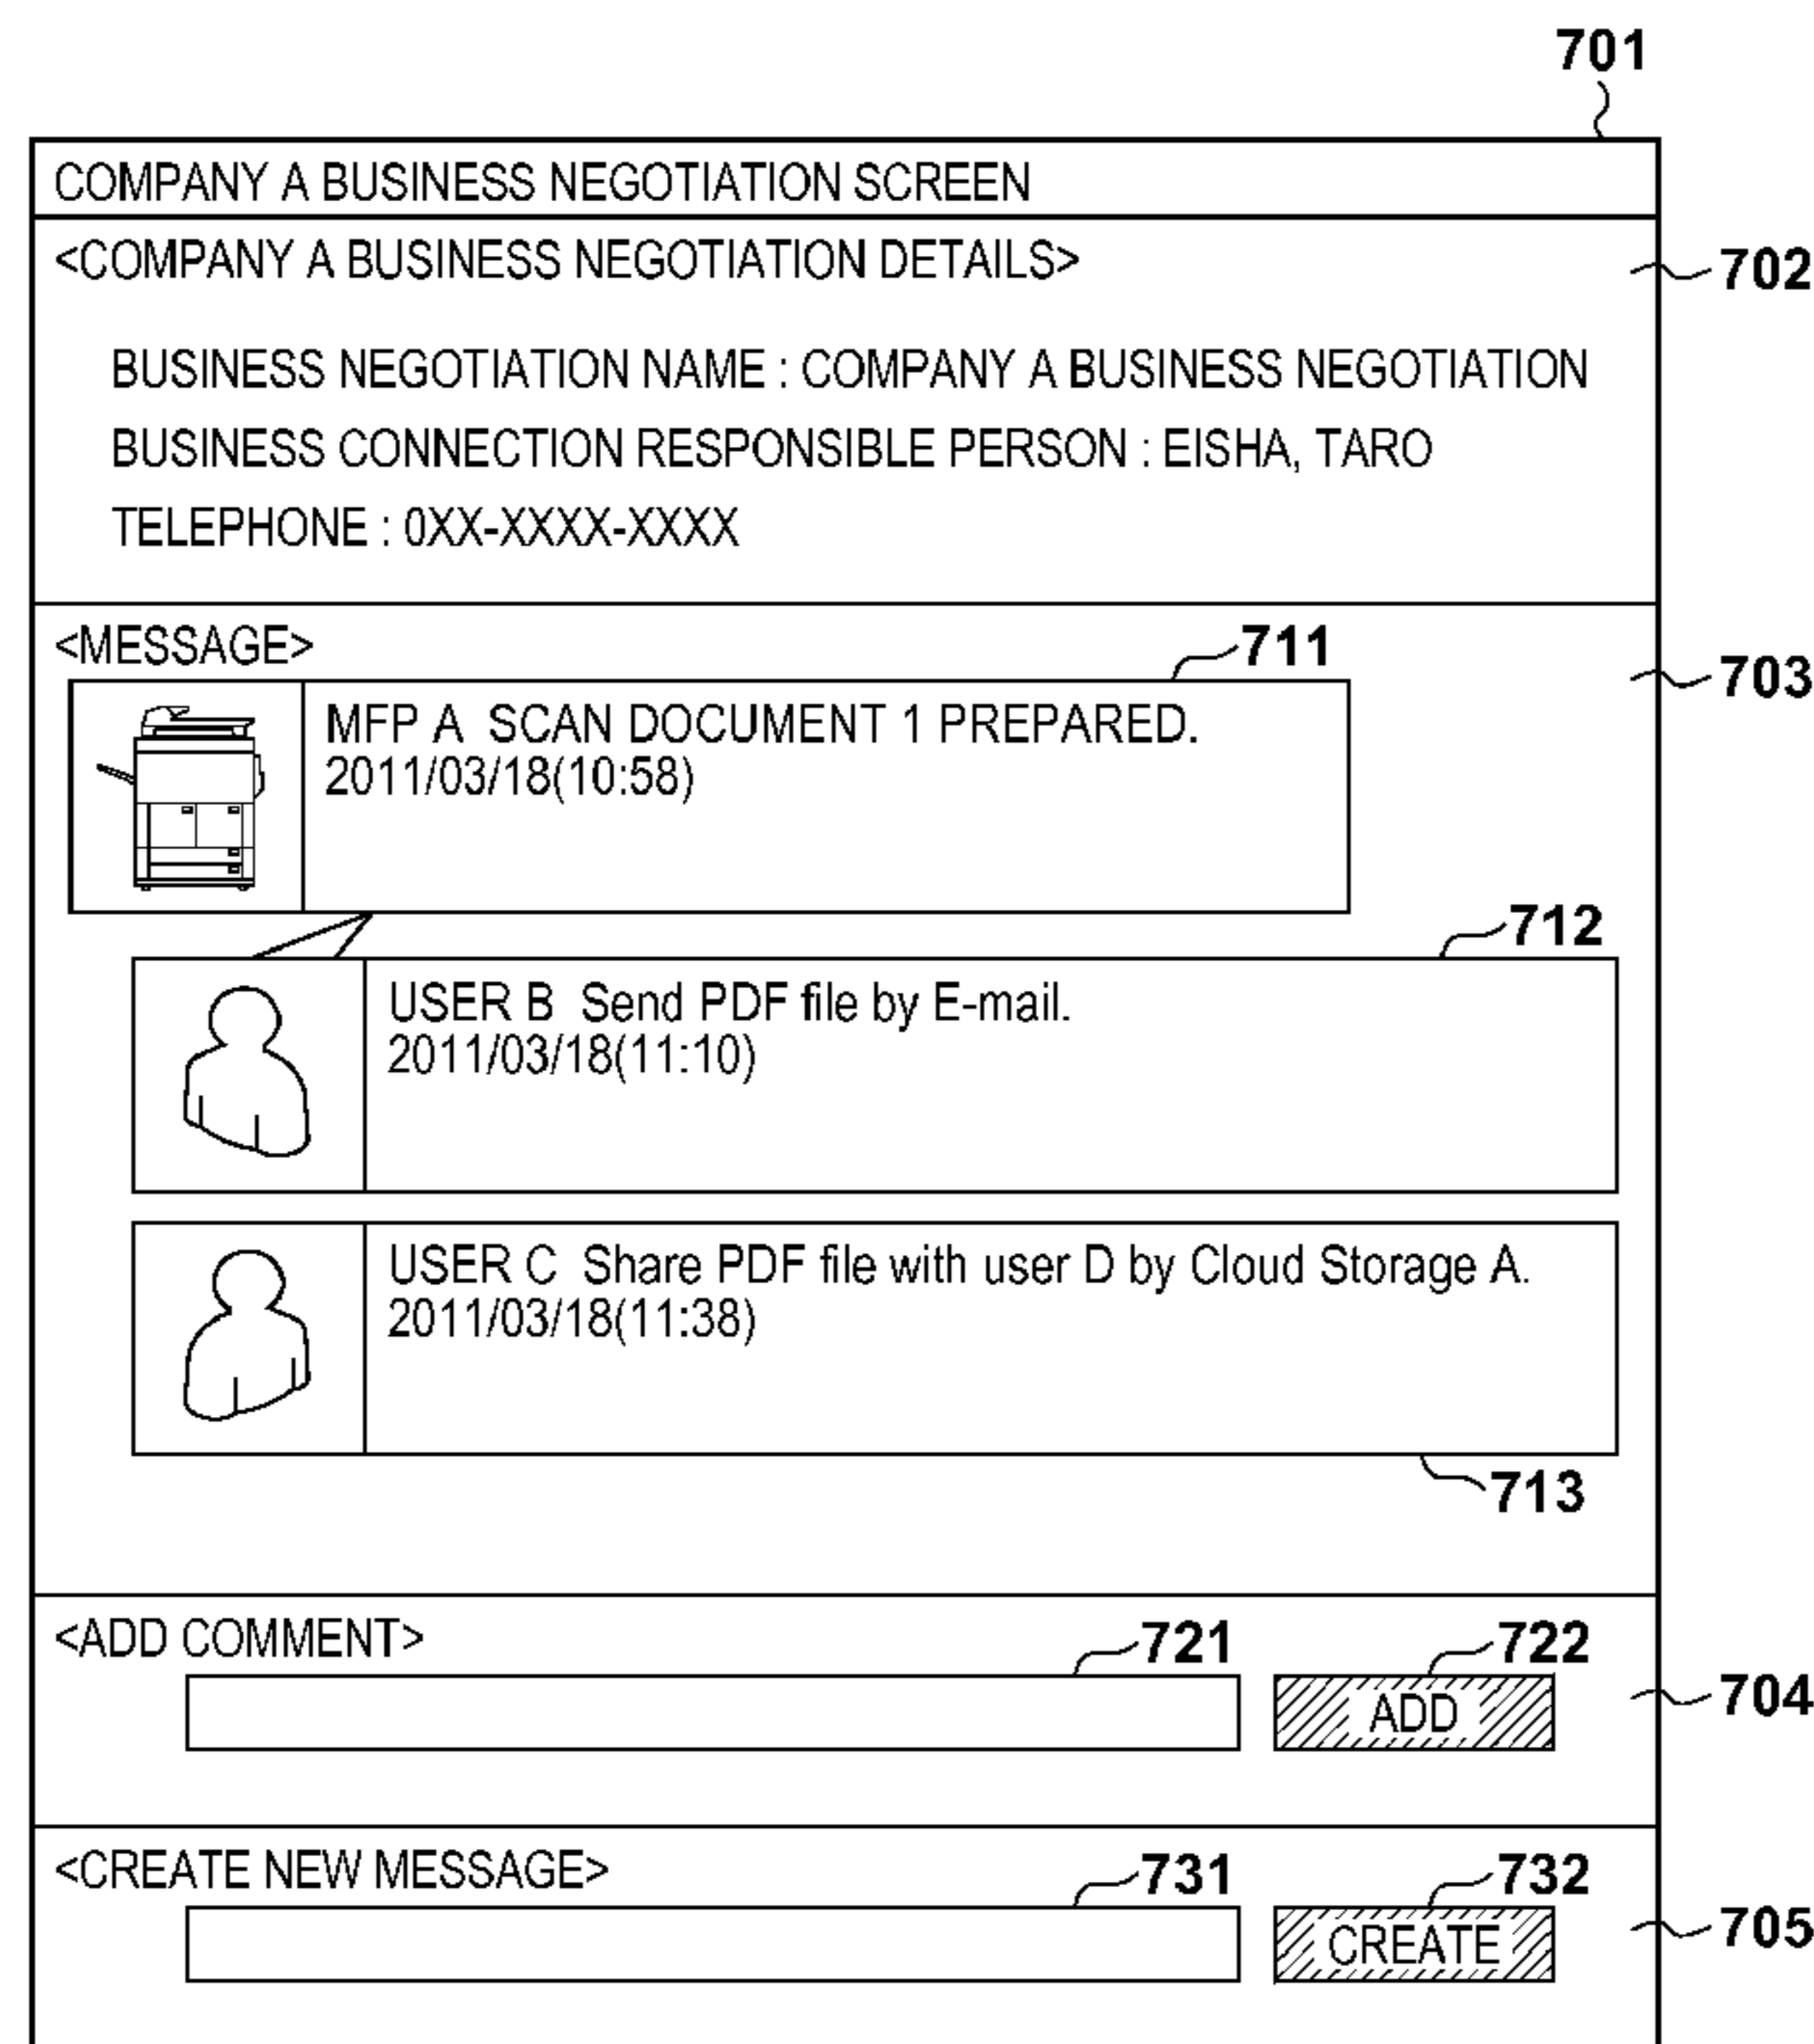 701
COMPANY A BUSINESS NEGOTIATION SCREEN
<COMPANY A BUSINESS NEGOTIATION DETAILS>
702
BUSINESS NEGOTIATION NAME : COMPANY A BUSINESS NEGOTIATION
BUSINESS CONNECTION RESPONSIBLE PERSON : EISHA, TARO
TELEPHONE : 0XX-XXXX-XXXX
<MESSAGE>
711
703
MFP A SCAN DOCUMENT 1 PREPARED.
2011/03/18(10:58)
712
USER B Send PDF file by E-mail.
2011/03/18(11:10)
USER C Share PDF file with user D by Cloud Storage A.
2011/03/18(11:38)
713
<ADD COMMENT>
721
722
ADD
704
<CREATE NEW MESSAGE>
731
732
CREATE
705